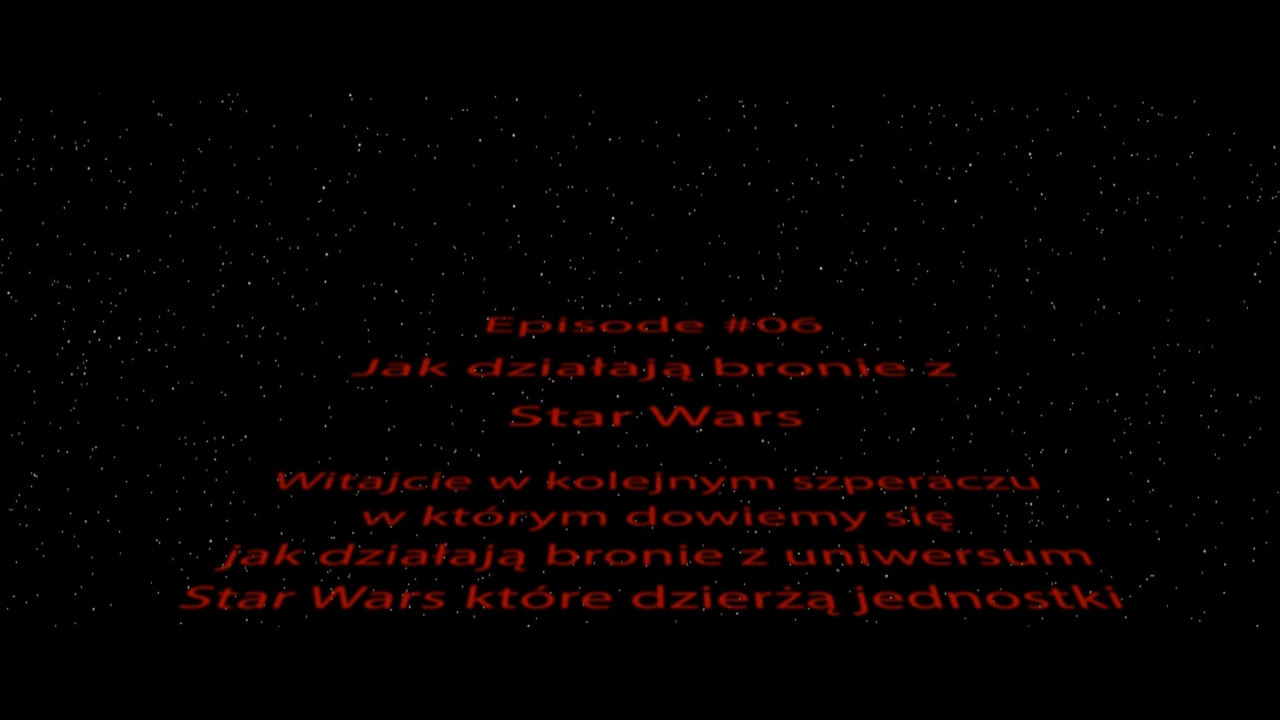 Episode #06
Jak działają bronie z
Star Wars
Witajcie w kolejnym szperaczu
w którym dowiemy się
jak działają bronie z uniwersum
Star Wars które dzierżą jednostki